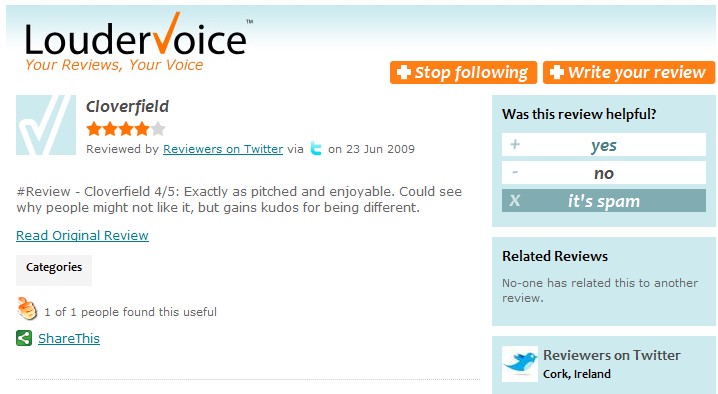 LouderVoice™
Your Reviews, Your Voice
Stop following
Write your review
Cloverfield
Reviewed by Reviewers on Twitter via on 23 Jun 2009
#Review - Cloverfield 4/5: Exactly as pitched and enjoyable. Could see
why people might not like it, but gains kudos for being different.
Read Original Review
Categories
1 of 1 people found this useful
ShareThis
Was this review helpful?
+ yes
- no
X it's spam
Related Reviews
No-one has related this to another
review.
Reviewers on Twitter
Cork, Ireland